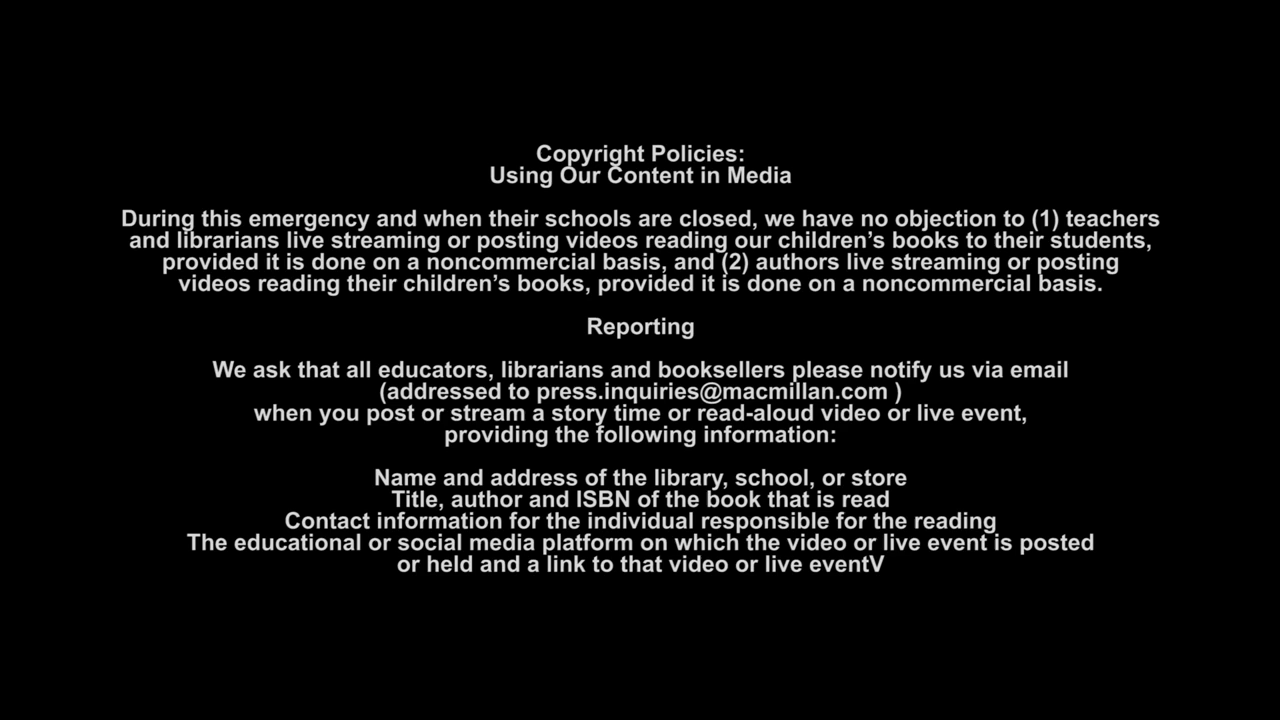 Copyright Policies:
Using Our Content in Media
During this emergency and when their schools are closed, we have no objection to (1) teachers
and librarians live streaming or posting videos reading our children’s books to their students,
provided it is done on a noncommercial basis, and (2) authors live streaming or posting
videos reading their children’s books, provided it is done on a noncommercial basis.
Reporting
We ask that all educators, librarians and booksellers please notify us via email
(addressed to press.inquiries@macmillan.com )
when you post or stream a story time or read-aloud video or live event,
providing the following information:
Name and address of the library, school, or store
Title, author and ISBN of the book that is read
Contact information for the individual responsible for the reading
The educational or social media platform on which the video or live event is posted
or held and a link to that video or live eventV